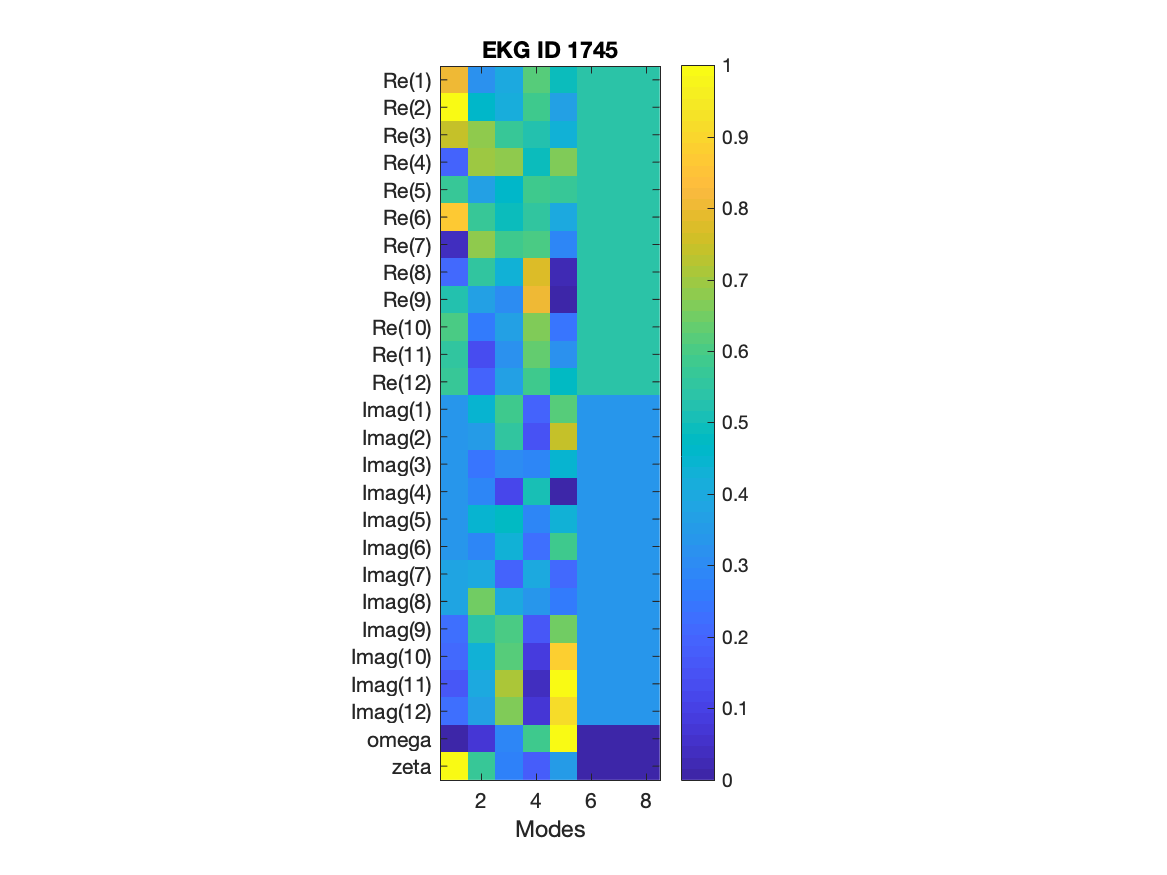 EKG ID 1745
Re(1)
Re(2)
Re(3)
Re(4)
Re(5)
Re(6)
Re(7)
Re(8)
Re(9)
Re(10)
Re(11)
Re(12)
Imag(1)
Imag(2)
Imag(3)
Imag(4)
Imag(5)
Imag(6)
Imag(7)
Imag(8)
Imag(9)
Imag(10)
Imag(11)
Imag(12)
omega
zeta
2 4 6 8
Modes
1
0.9
0.8
0.7
0.6
0.5
0.4
0.3
0.2
0.1
0